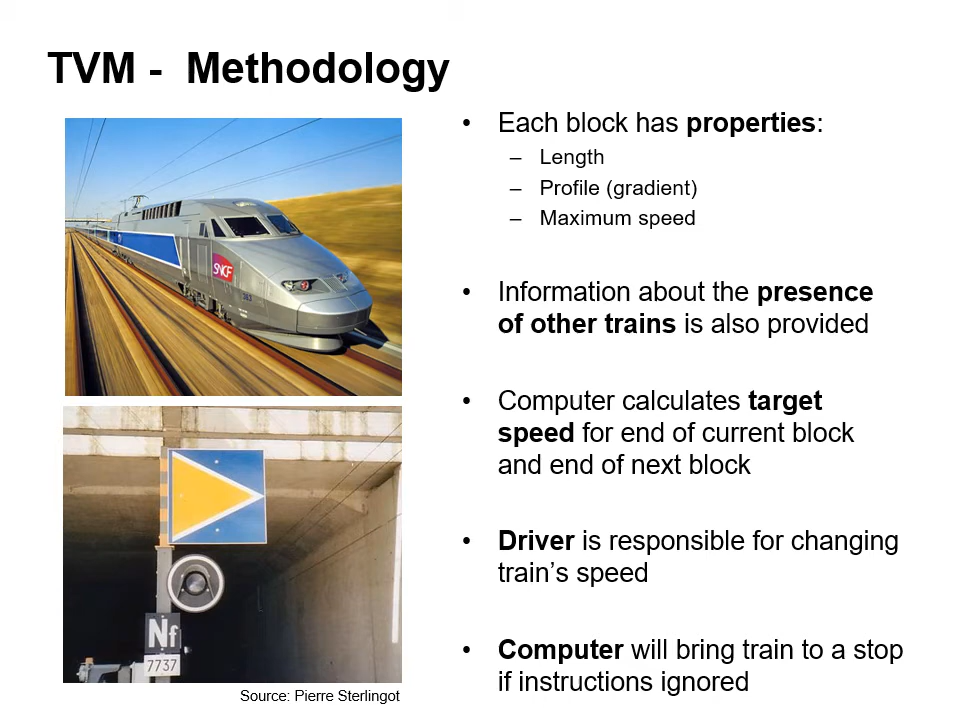 TVM -  Methodology
• Each block has properties:
– Length
– Profile (gradient)
– Maximum speed
• Information about the presence
of other trains is also provided
• Computer calculates target
speed for end of current block
and end of next block
• Driver is responsible for changing
train’s speed
• Computer will bring train to a stop
if instructions ignored
SNCF
Nf
7737
Source: Pierre Sterlingot